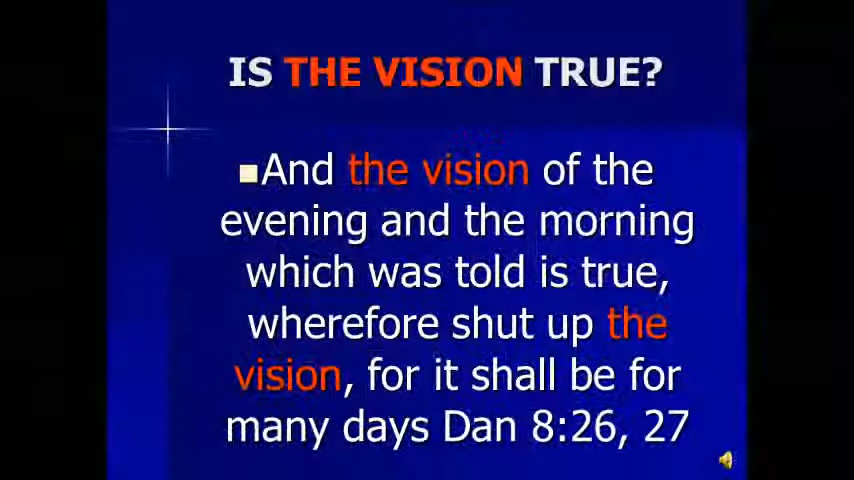 IS THE VISION TRUE?
And the vision of the
evening and the morning
which was told is true,
wherefore shut up the
vision, for it shall be for
many days Dan 8:26, 27